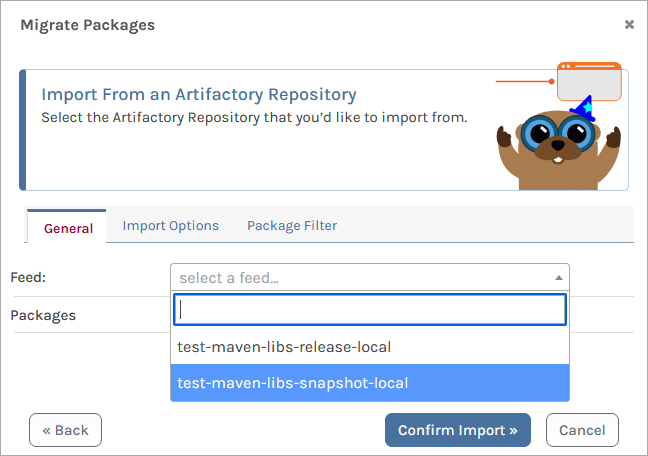 Migrate Packages
Import From an Artifactory Repository
Select the Artifactory Repository that you'd like to import from.
General
Import Options
Package Filter
Feed:
select a feed...
Packages
test-maven-libs-release-local
test-maven-libs-snapshot-local
« Back
Confirm Import »
Cancel